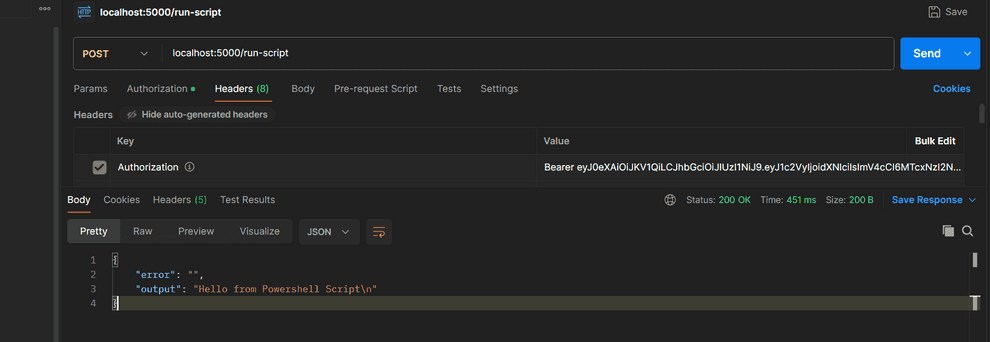 HTTP localhost:5000/run-script Save
POST localhost:5000/run-script Send
Params Authorization Headers (8) Body Pre-request Script Tests Settings Cookies
Headers Hide auto-generated headers
Key Value Bulk Edit
Authorization Bearer eyJ0eXAiOiJKV1QiLCJhbGciOiJIUzI1NiJ9.eyJ1c2VyIjoidXNlciIsImV4cCI6MTcxNzI2N...
Body Cookies Headers (5) Test Results Status: 200 OK Time: 451 ms Size: 200 B Save Response
Pretty Raw Preview Visualize JSON
1 {
2 "error": "",
3 "output": "Hello from Powershell Script\n"
4 }